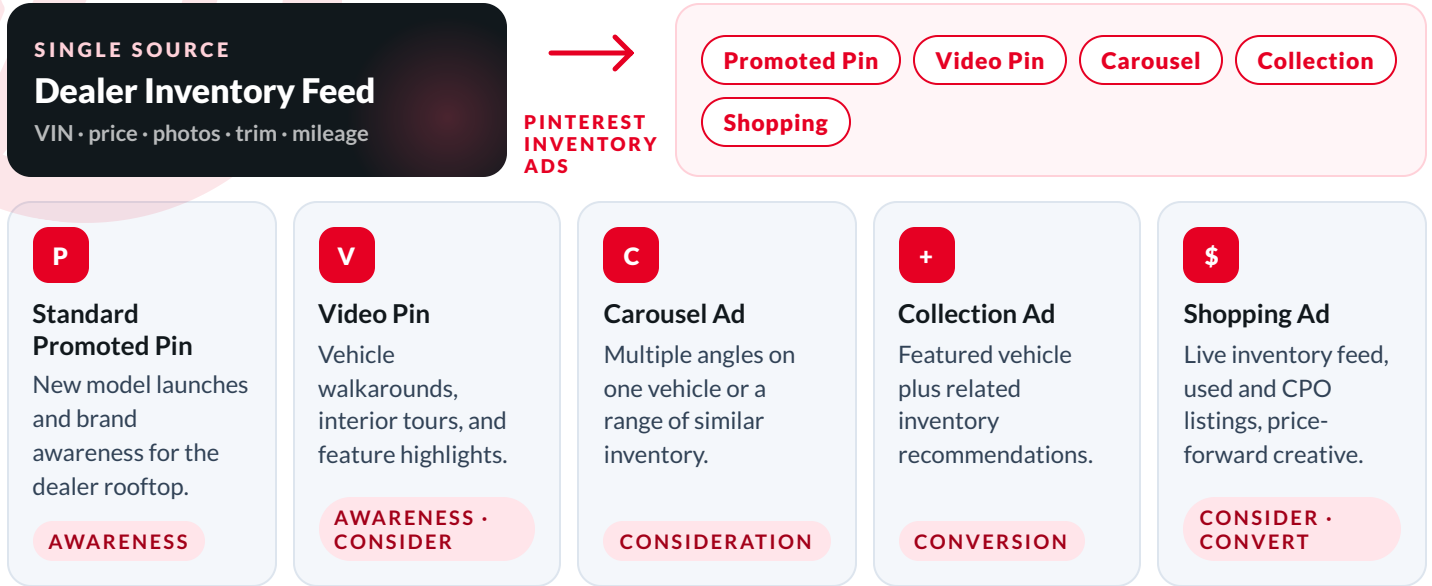 SINGLE SOURCE
Dealer Inventory Feed
VIN · price · photos · trim · mileage
PINTEREST
INVENTORY
ADS
Promoted Pin
Video Pin
Carousel
Collection
Shopping
P
Standard
Promoted Pin
New model launches
and brand
awareness for the
dealer rooftop.
AWARENESS
V
Video Pin
Vehicle
walkarounds,
interior tours, and
feature highlights.
AWARENESS ·
CONSIDER
C
Carousel Ad
Multiple angles on
one vehicle or a
range of similar
inventory.
CONSIDERATION
+
Collection Ad
Featured vehicle
plus related
inventory
recommendations.
CONVERSION
$
Shopping Ad
Live inventory feed,
used and CPO
listings, price-
forward creative.
CONSIDER ·
CONVERT